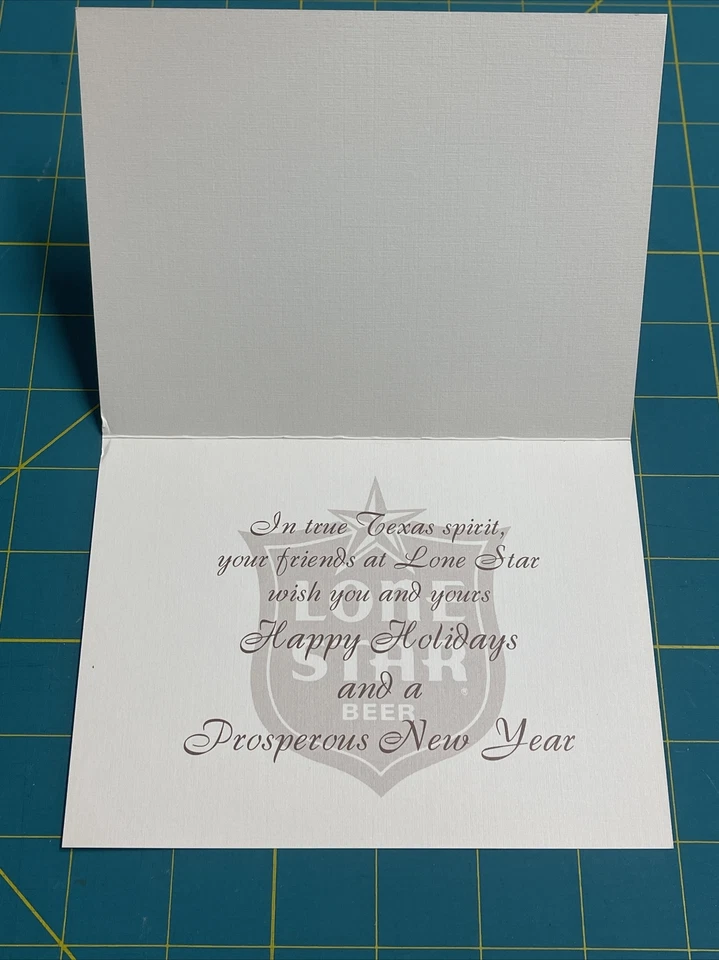 In true Texas spirit,
your friends at Lone Star
wish you and yours
LONE
Happy Holidays
STAR
and a
BEER
Prosperous New Year